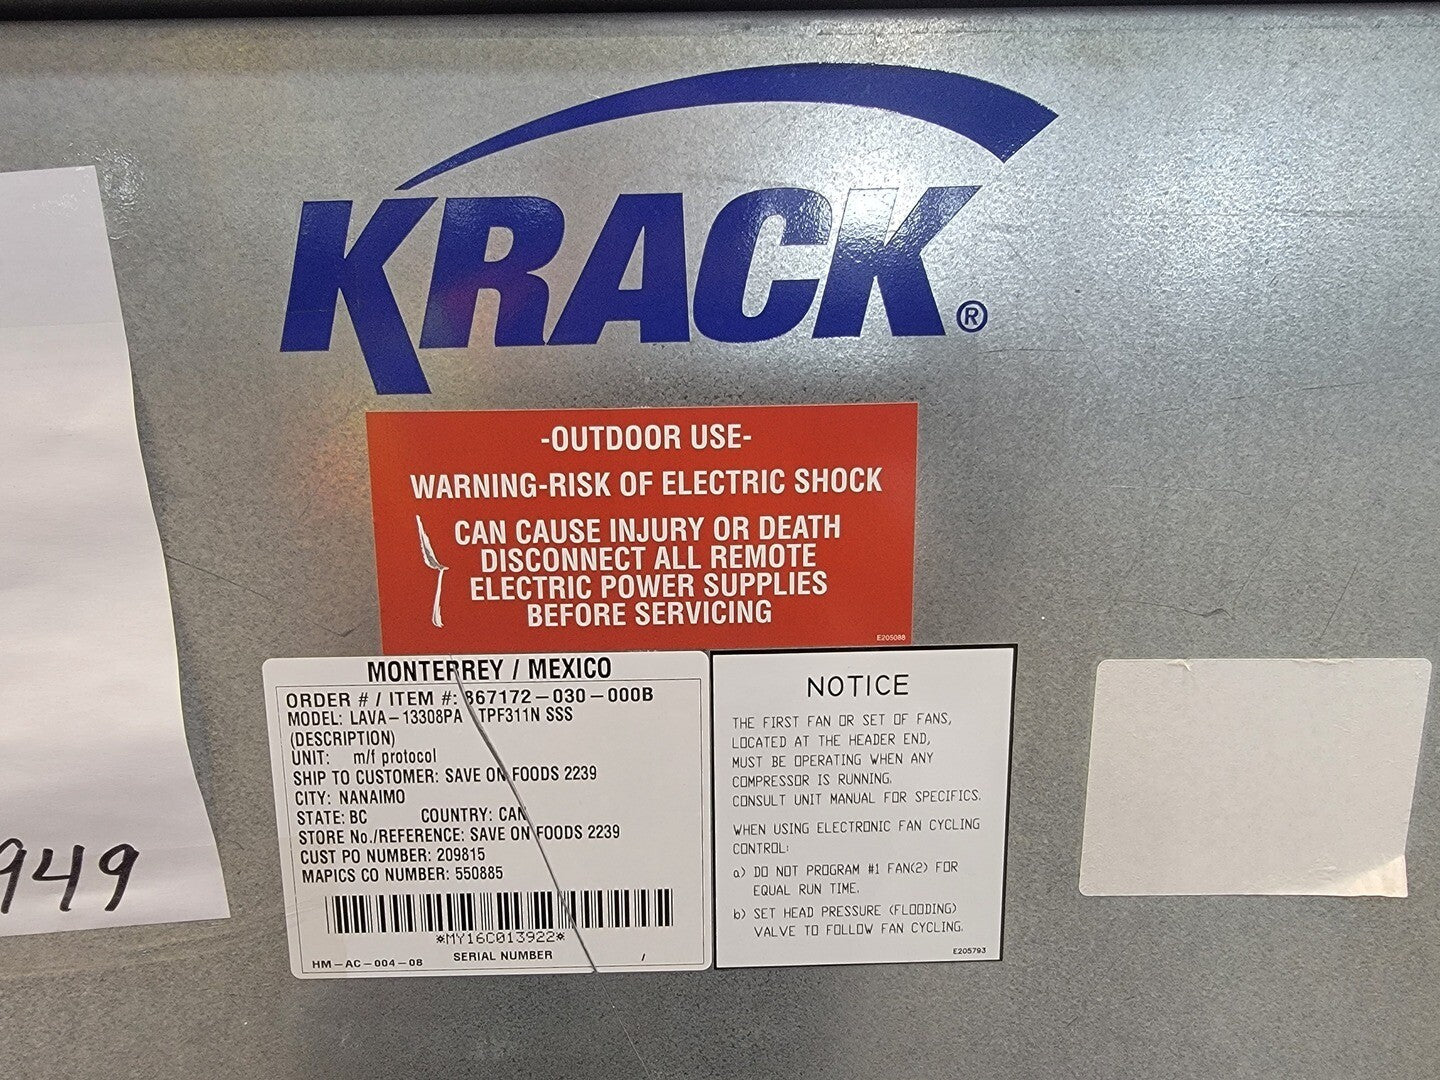 KRACK®
-OUTDOOR USE-
WARNING-RISK OF ELECTRIC SHOCK
CAN CAUSE INJURY OR DEATH
DISCONNECT ALL REMOTE
ELECTRIC POWER SUPPLIES
BEFORE SERVICING
E205088
MONTERREY / MEXICO
ORDER # / ITEM #: 867172-030-000B
MODEL: LAVA-13308PA TPF311N SSS
(DESCRIPTION)
UNIT: m/f protocol
SHIP TO CUSTOMER: SAVE ON FOODS 2239
CITY: NANAIMO
STATE: BC COUNTRY: CAN
STORE No./REFERENCE: SAVE ON FOODS 2239
CUST PO NUMBER: 209815
MAPICS CO NUMBER: 550885
*MY16C013922*
HM-AC-004-08 SERIAL NUMBER /
NOTICE
THE FIRST FAN OR SET OF FANS,
LOCATED AT THE HEADER END,
MUST BE OPERATING WHEN ANY
COMPRESSOR IS RUNNING.
CONSULT UNIT MANUAL FOR SPECIFICS.
WHEN USING ELECTRONIC FAN CYCLING
CONTROL:
a) DO NOT PROGRAM #1 FAN(2) FOR
EQUAL RUN TIME.
b) SET HEAD PRESSURE (FLOODING)
VALVE TO FOLLOW FAN CYCLING.
E205793
949